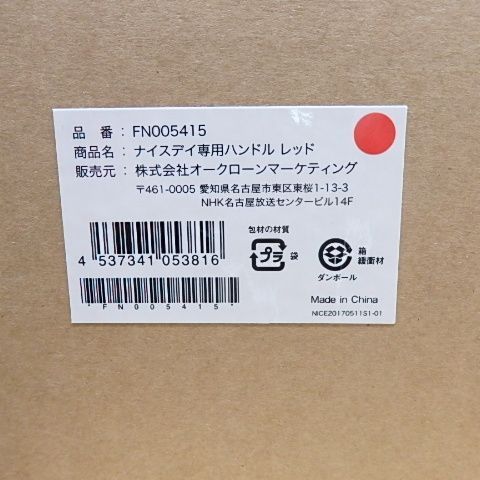 品 番 : FN005415
商品名 : ナイスデイ専用ハンドル レッド
販売元 : 株式会社オークローンマーケティング
〒461-0005 愛知県名古屋市東区東桜1-13-3
NHK名古屋放送センタービル14F
4 537341 053816
*FN005415*
包材の材質
プラ 袋
箱
緩衝材
ダンボール
Made in China
NICE20170511S1-01